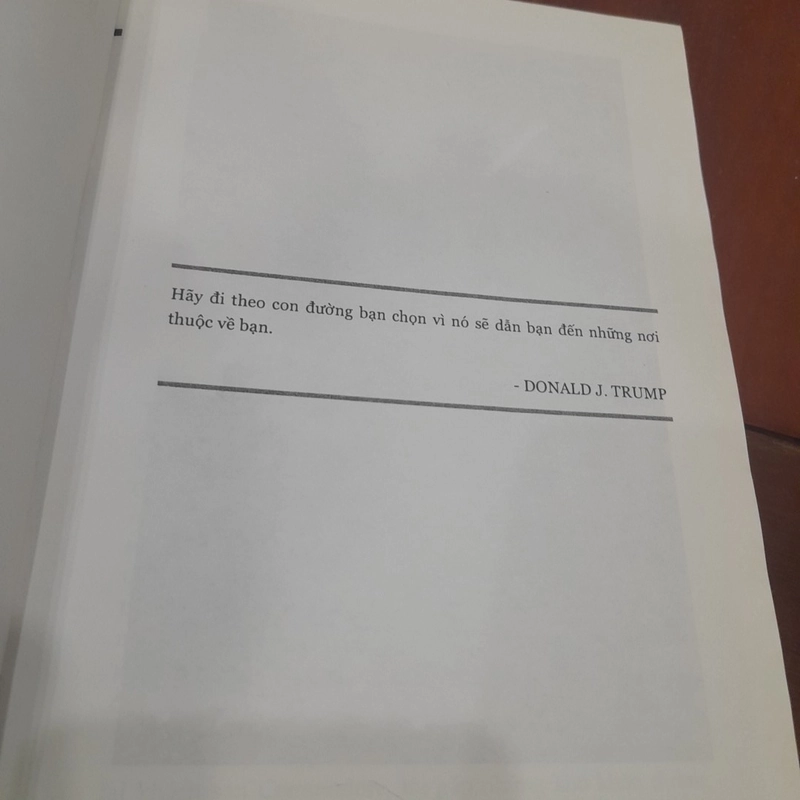 Hãy đi theo con đường bạn chọn vì nó sẽ dẫn bạn đến những nơi
thuộc về bạn.
- DONALD J. TRUMP